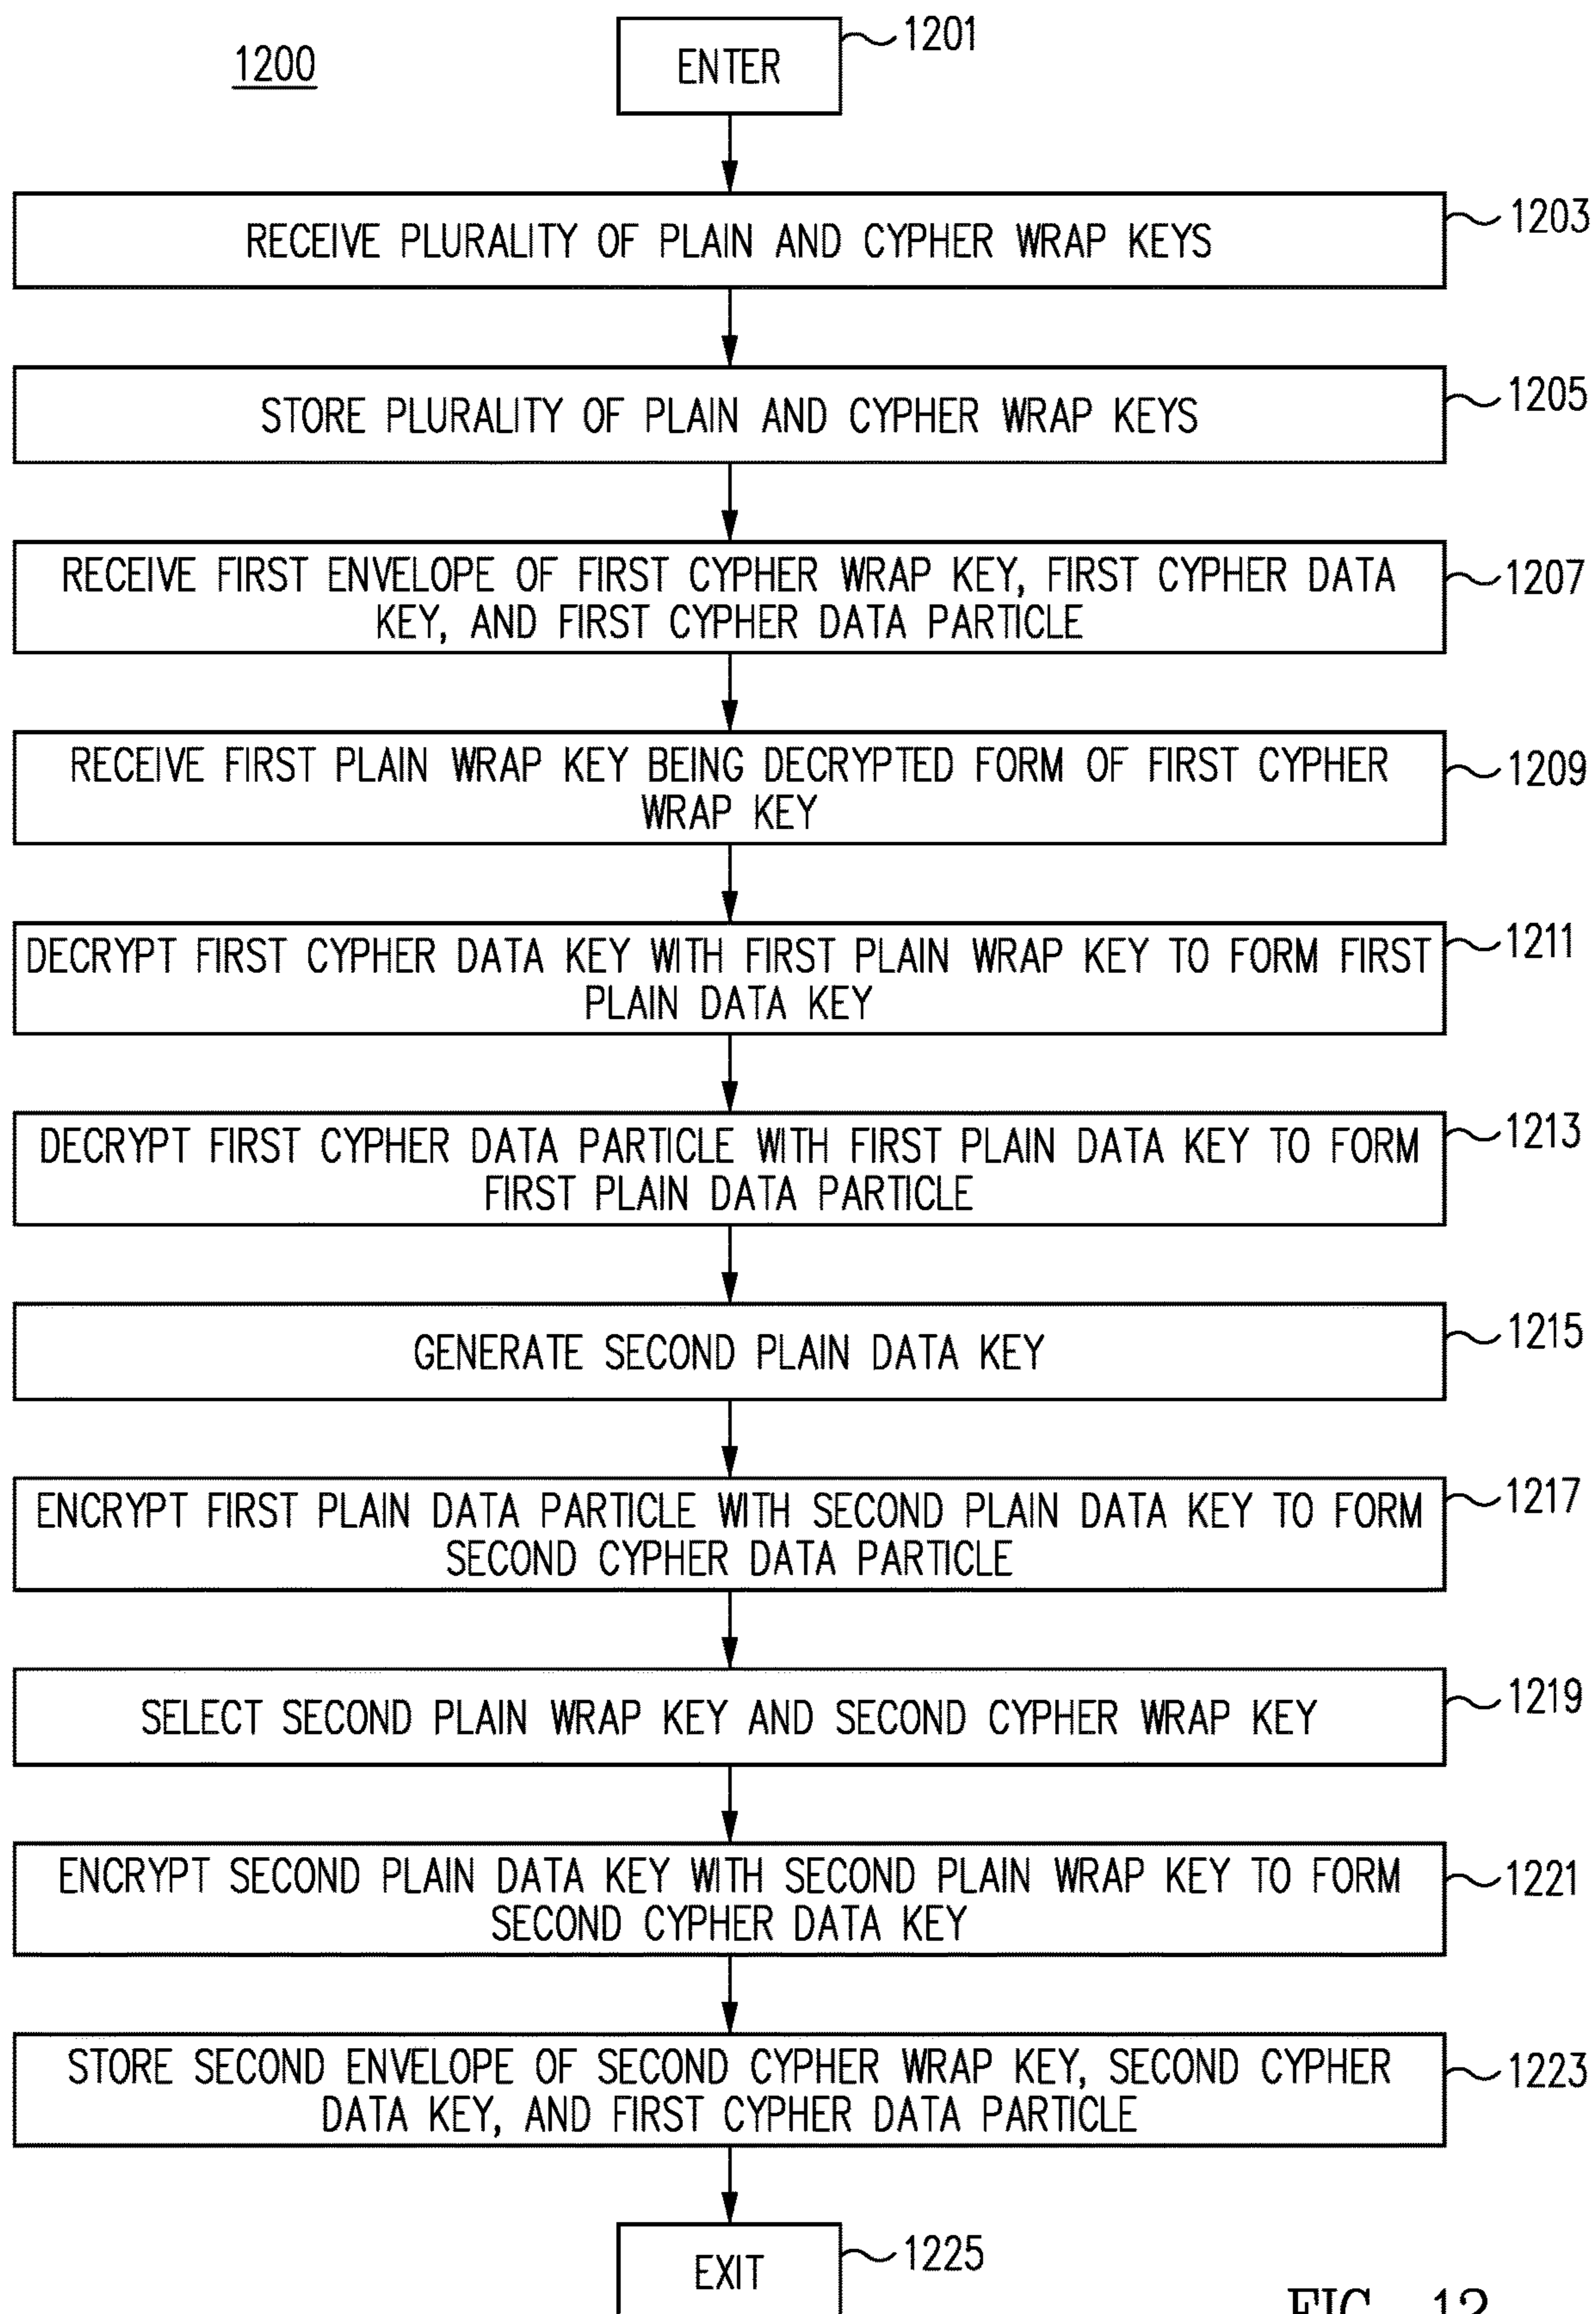 1200
ENTER
1201
RECEIVE PLURALITY OF PLAIN AND CYPHER WRAP KEYS
1203
STORE PLURALITY OF PLAIN AND CYPHER WRAP KEYS
1205
RECEIVE FIRST ENVELOPE OF FIRST CYPHER WRAP KEY, FIRST CYPHER DATA
KEY, AND FIRST CYPHER DATA PARTICLE
1207
RECEIVE FIRST PLAIN WRAP KEY BEING DECRYPTED FORM OF FIRST CYPHER
WRAP KEY
1209
DECRYPT FIRST CYPHER DATA KEY WITH FIRST PLAIN WRAP KEY TO FORM FIRST
PLAIN DATA KEY
1211
DECRYPT FIRST CYPHER DATA PARTICLE WITH FIRST PLAIN DATA KEY TO FORM
FIRST PLAIN DATA PARTICLE
1213
GENERATE SECOND PLAIN DATA KEY
1215
ENCRYPT FIRST PLAIN DATA PARTICLE WITH SECOND PLAIN DATA KEY TO FORM
SECOND CYPHER DATA PARTICLE
1217
SELECT SECOND PLAIN WRAP KEY AND SECOND CYPHER WRAP KEY
1219
ENCRYPT SECOND PLAIN DATA KEY WITH SECOND PLAIN WRAP KEY TO FORM
SECOND CYPHER DATA KEY
1221
STORE SECOND ENVELOPE OF SECOND CYPHER WRAP KEY, SECOND CYPHER
DATA KEY, AND FIRST CYPHER DATA PARTICLE
1223
EXIT
1225
FIG. 12